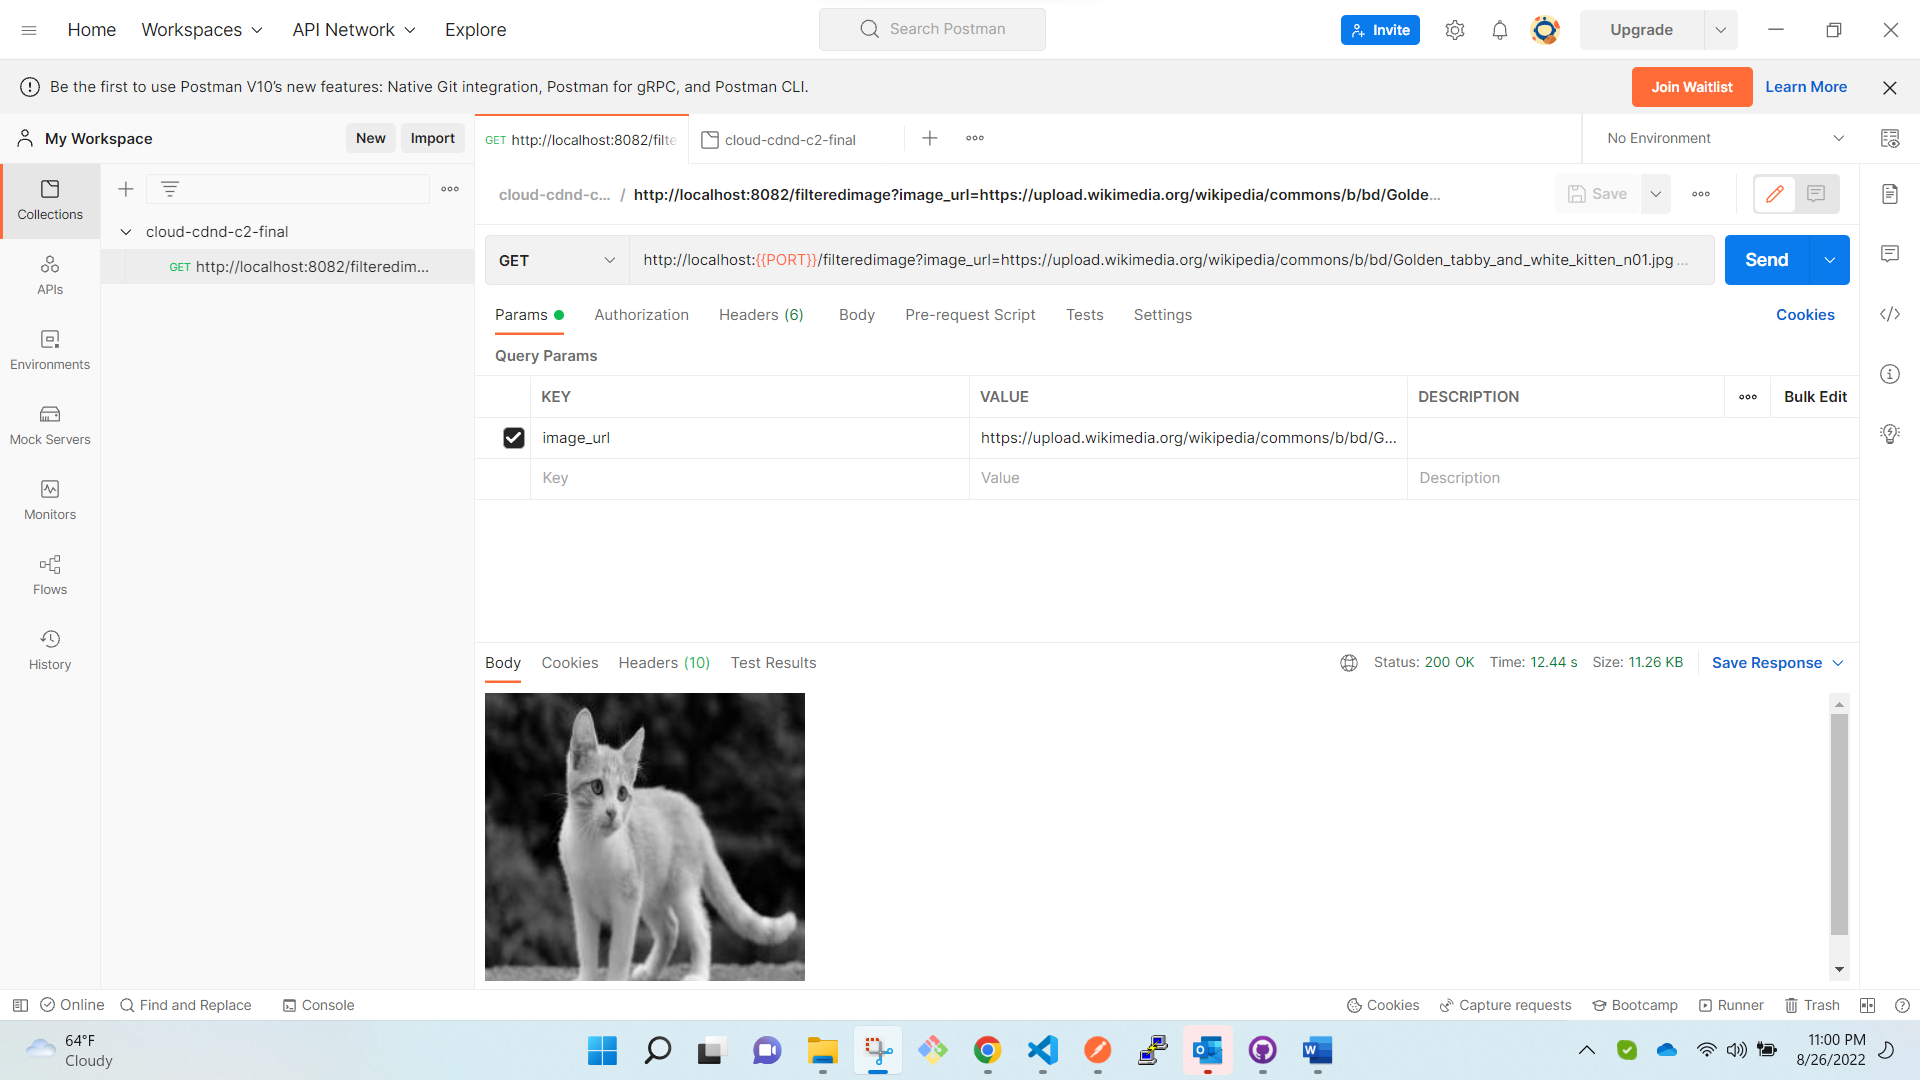 Home
Workspaces
API Network
Explore
Search Postman
Invite
Upgrade
Be the first to use Postman V10’s new features: Native Git integration, Postman for gRPC, and Postman CLI.
Join Waitlist
Learn More
My Workspace
New
Import
GET http://localhost:8082/filte
cloud-cdnd-c2-final
No Environment
Collections
APIs
Environments
Mock Servers
Monitors
Flows
History
cloud-cdnd-c2-final
GET http://localhost:8082/filteredim...
cloud-cdnd-c... / http://localhost:8082/filteredimage?image_url=https://upload.wikimedia.org/wikipedia/commons/b/bd/Golde...
Save
GET
http://localhost:{{PORT}}/filteredimage?image_url=https://upload.wikimedia.org/wikipedia/commons/b/bd/Golden_tabby_and_white_kitten_n01.jpg ...
Send
Params
Authorization
Headers (6)
Body
Pre-request Script
Tests
Settings
Cookies
Query Params
KEY
VALUE
DESCRIPTION
Bulk Edit
image_url
https://upload.wikimedia.org/wikipedia/commons/b/bd/G...
Key
Value
Description
Body
Cookies
Headers (10)
Test Results
Status: 200 OK
Time: 12.44 s
Size: 11.26 KB
Save Response
Online
Find and Replace
Console
Cookies
Capture requests
Bootcamp
Runner
Trash
64°F
Cloudy
11:00 PM
8/26/2022